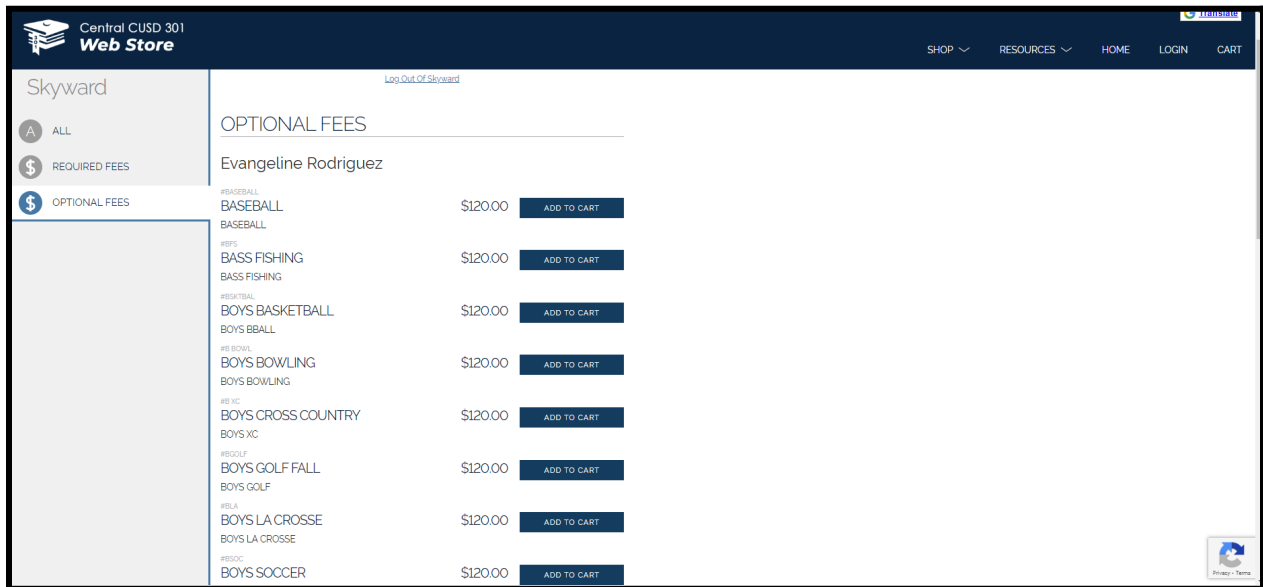 Central CUSD 301
Web Store
Translate
SHOP
RESOURCES
HOME
LOGIN
CART
Skyward
A
ALL
$
REQUIRED FEES
$
OPTIONAL FEES
Log Out Of Skyward
OPTIONAL FEES
Evangeline Rodriguez
#BASEBALL
BASEBALL $120.00 ADD TO CART
BASEBALL
#BFS
BASS FISHING $120.00 ADD TO CART
BASS FISHING
#BSKTBAL
BOYS BASKETBALL $120.00 ADD TO CART
BOYS BBALL
#B BOWL
BOYS BOWLING $120.00 ADD TO CART
BOYS BOWLING
#B XC
BOYS CROSS COUNTRY $120.00 ADD TO CART
BOYS XC
#BGOLF
BOYS GOLF FALL $120.00 ADD TO CART
BOYS GOLF
#BLA
BOYS LA CROSSE $120.00 ADD TO CART
BOYS LA CROSSE
#BSOC
BOYS SOCCER $120.00 ADD TO CART
Privacy - Terms